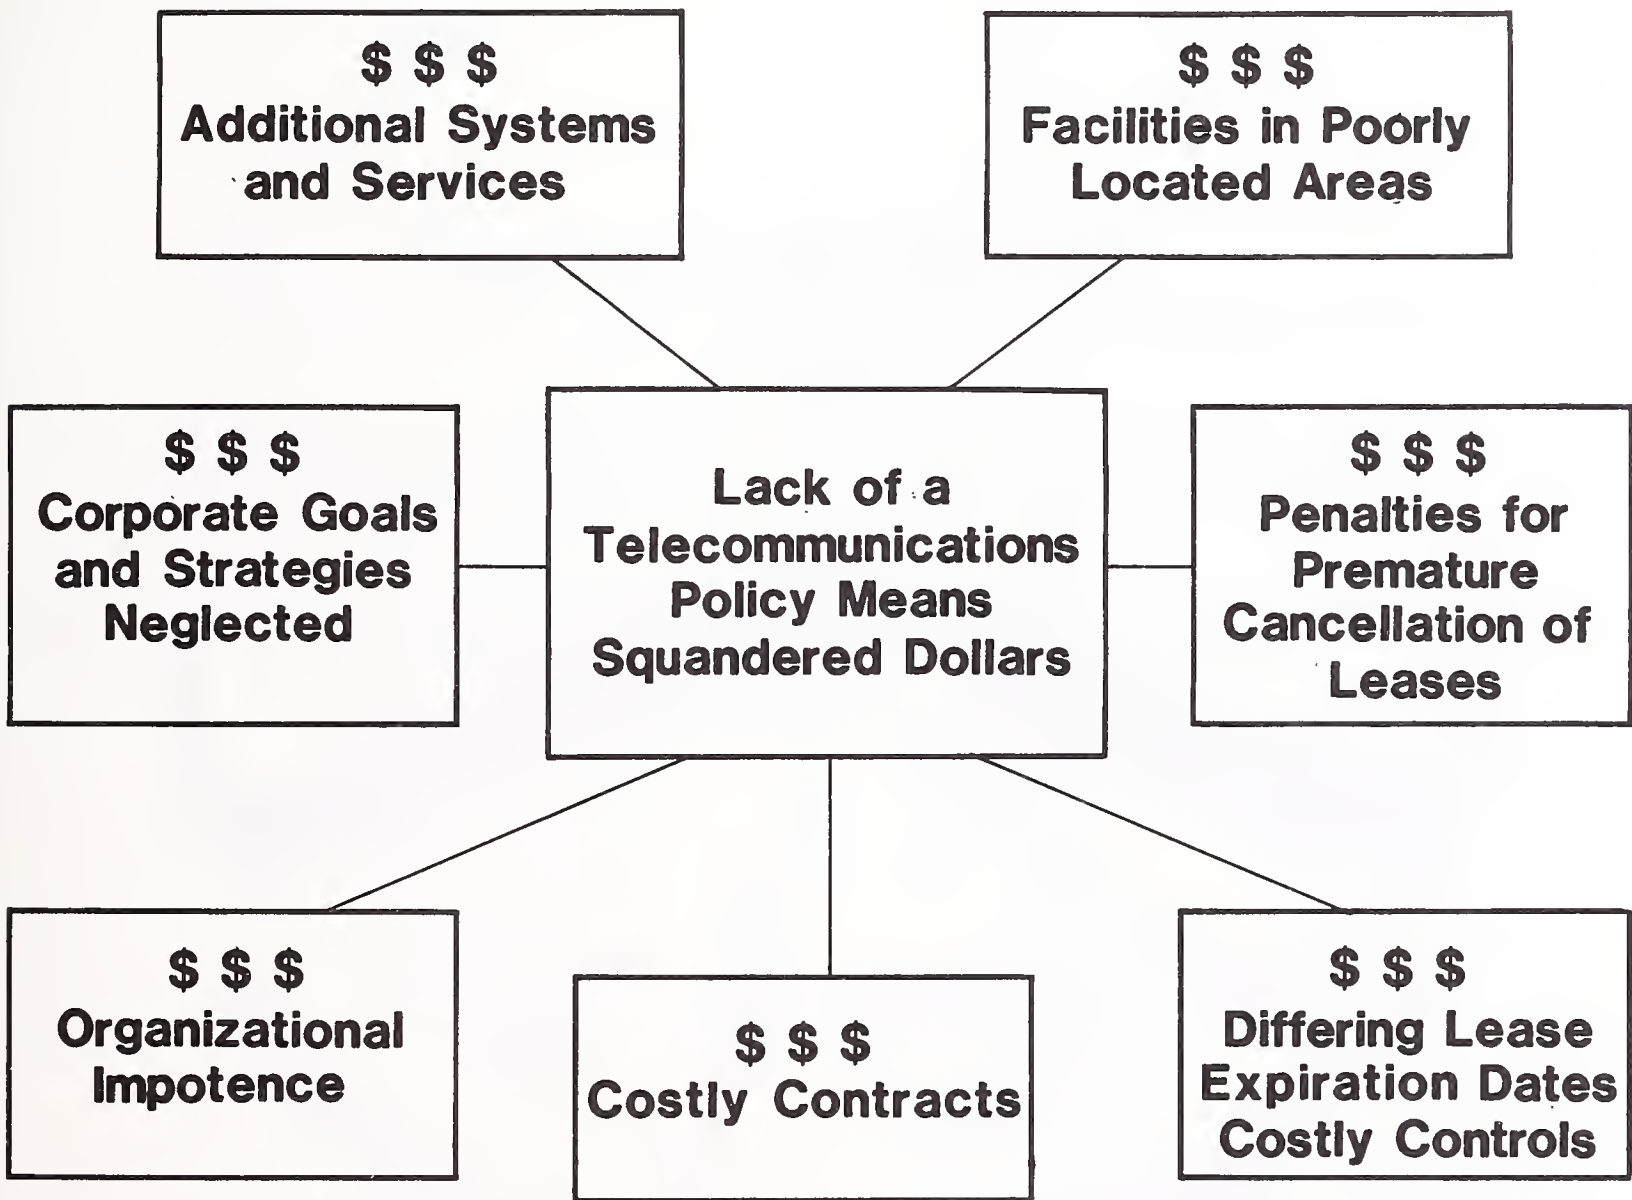 $ $ $
Additional Systems
and Services
$ $ $
Facilities in Poorly
Located Areas
$ $ $
Corporate Goals
and Strategies
Neglected
Lack of a
Telecommunications
Policy Means
Squandered Dollars
$ $ $
Penalties for
Premature
Cancellation of
Leases
$ $ $
Organizational
Impotence
$ $ $
Costly Contracts
$ $ $
Differing Lease
Expiration Dates
Costly Controls